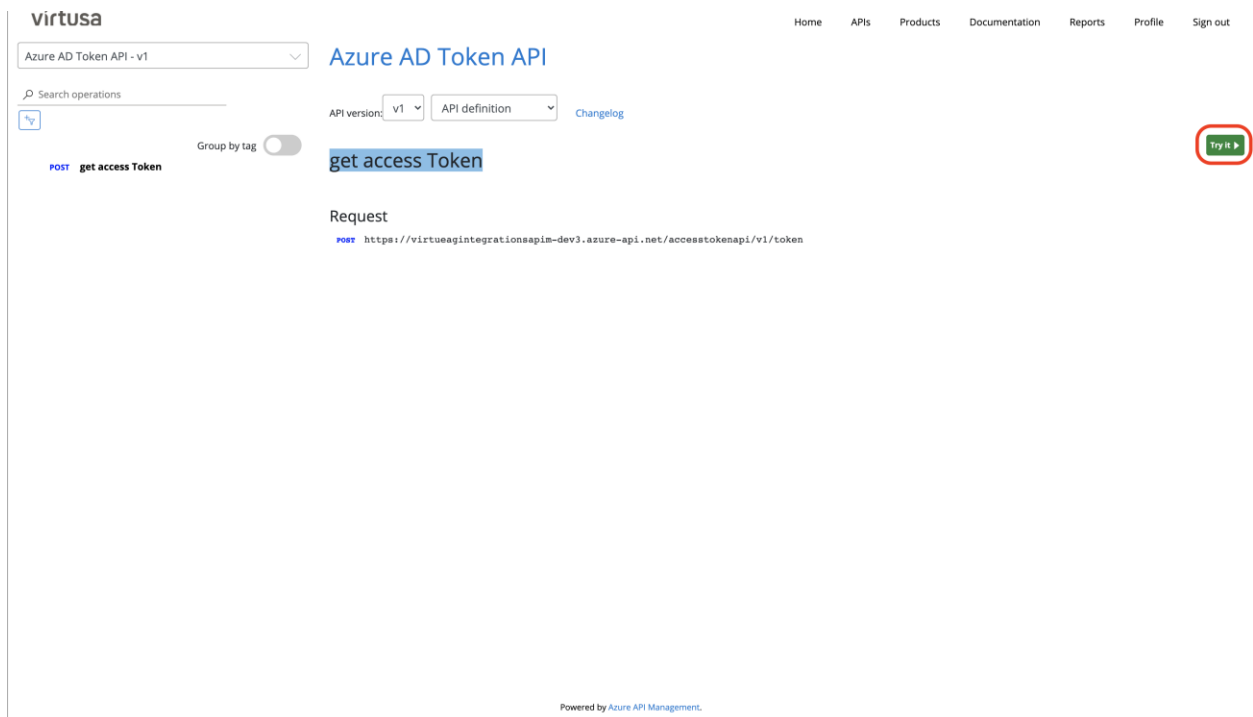 virtusa
Home APIs Products Documentation Reports Profile Sign out
Azure AD Token API - v1
Search operations
Group by tag
POST get access Token
Azure AD Token API
API version: v1 API definition Changelog
get access Token
Try it
Request
POST https://virtueagintegrationsapim-dev3.azure-api.net/accesstokenapi/v1/token
Powered by Azure API Management.